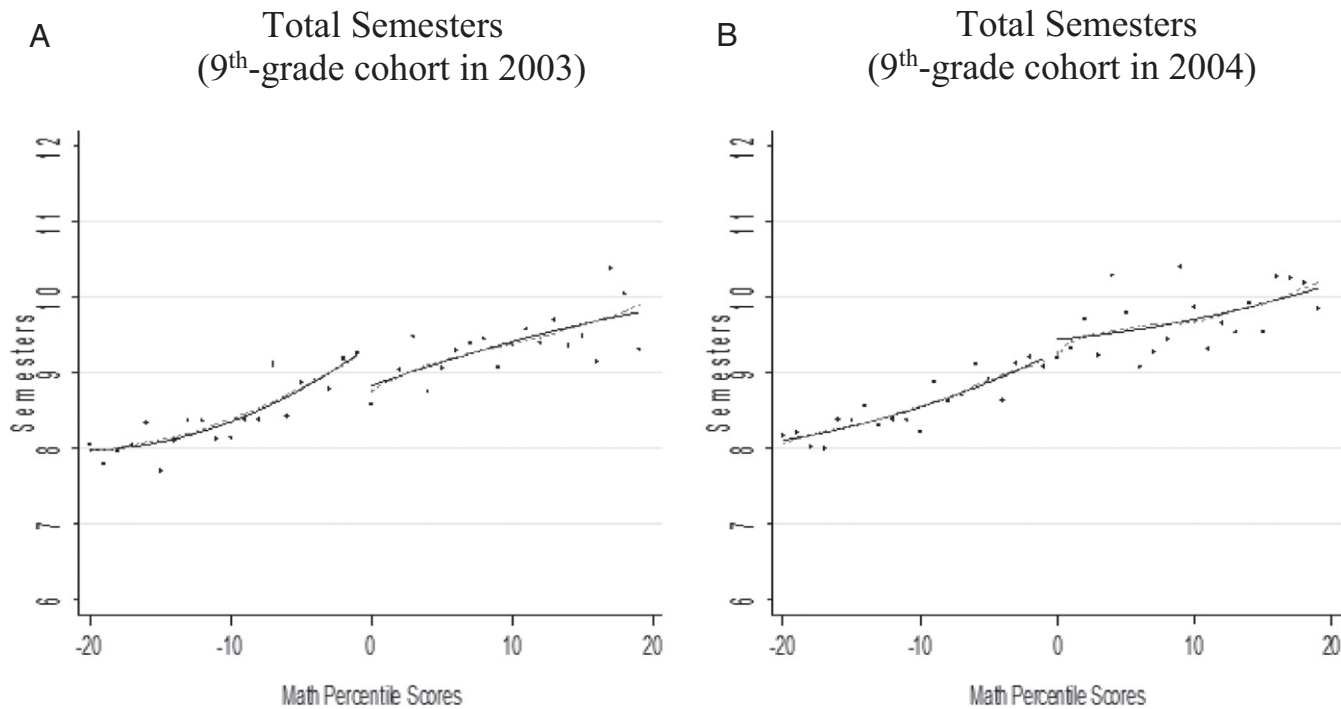 A
Total Semesters
(9th-grade cohort in 2003)
Semesters
12
11
10
9
8
7
6
-20 -10 0 10 20
Math Percentile Scores
B
Total Semesters
(9th-grade cohort in 2004)
Semesters
12
11
10
9
8
7
6
-20 -10 0 10 20
Math Percentile Scores